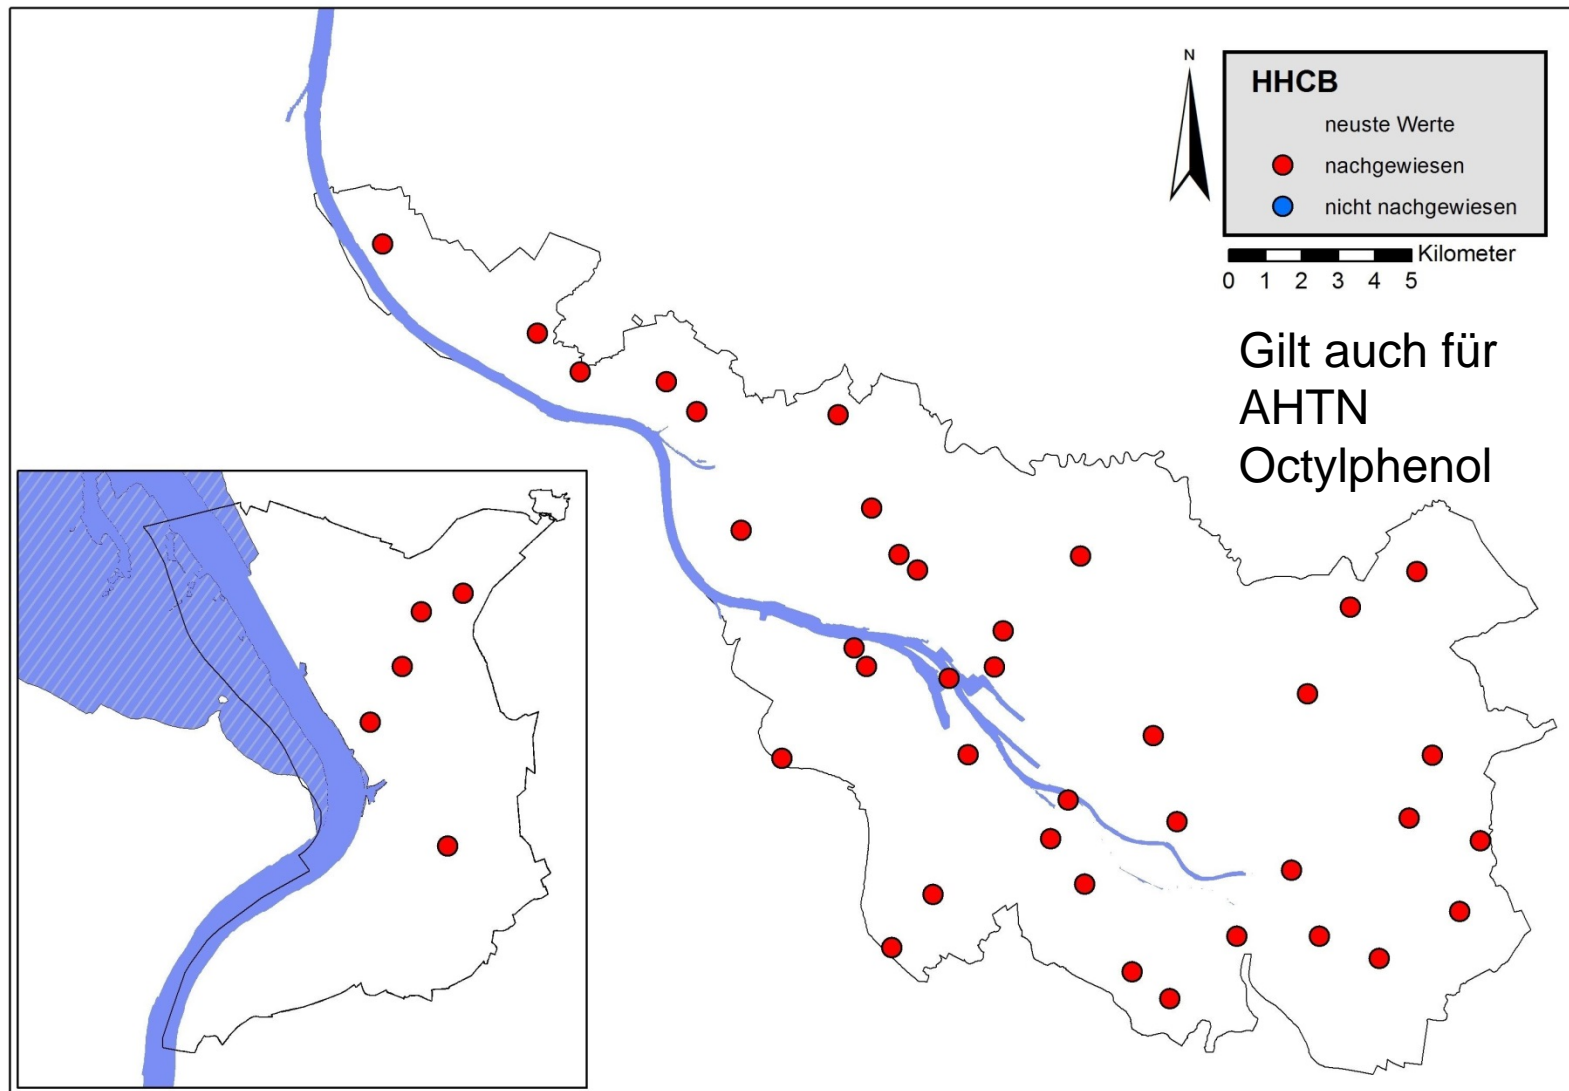 N
HHCB
neuste Werte
nachgewiesen
nicht nachgewiesen
Kilometer
0 1 2 3 4 5
Gilt auch für
AHTN
Octylphenol